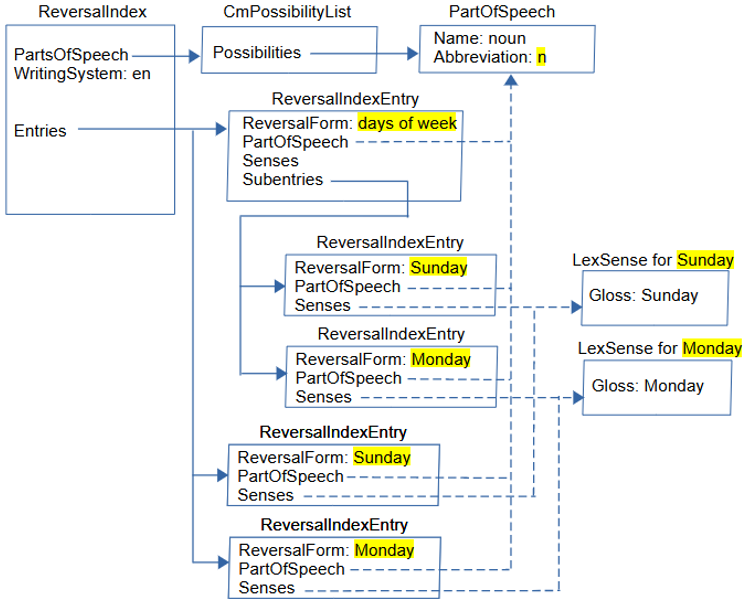 ReversalIndex
PartsOfSpeech
WritingSystem: en
Entries
CmPossibilityList
Possibilities
PartOfSpeech
Name: noun
Abbreviation: n
ReversalIndexEntry
ReversalForm: days of week
PartOfSpeech
Senses
Subentries
ReversalIndexEntry
ReversalForm: Sunday
PartOfSpeech
Senses
LexSense for Sunday
Gloss: Sunday
ReversalIndexEntry
ReversalForm: Monday
PartOfSpeech
Senses
LexSense for Monday
Gloss: Monday
ReversalIndexEntry
ReversalForm: Sunday
PartOfSpeech
Senses
ReversalIndexEntry
ReversalForm: Monday
PartOfSpeech
Senses